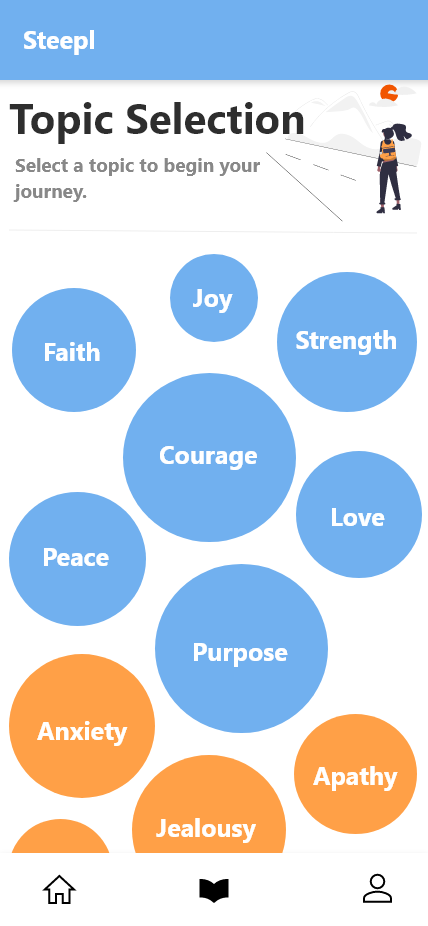 Steepl
Topic Selection
Select a topic to begin your
journey.
Joy
Faith
Strength
Courage
Love
Peace
Purpose
Anxiety
Apathy
Jealousy